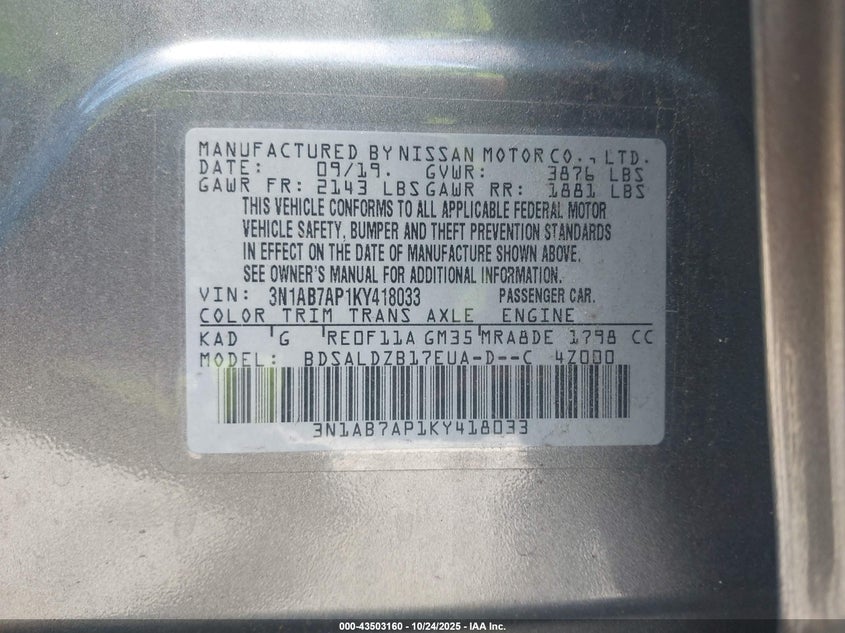 MANUFACTURED BY NISSAN MOTOR CO., LTD.
DATE: 09/19. GVWR: 3876 LBS
GAWR FR: 2143 LBS GAWR RR: 1881 LBS
THIS VEHICLE CONFORMS TO ALL APPLICABLE FEDERAL MOTOR
VEHICLE SAFETY, BUMPER AND THEFT PREVENTION STANDARDS
IN EFFECT ON THE DATE OF MANUFACTURE SHOWN ABOVE.
SEE OWNER'S MANUAL FOR ADDITIONAL INFORMATION.
VIN: 3N1AB7AP1KY418033 PASSENGER CAR.
COLOR TRIM TRANS AXLE ENGINE
KAD G RE0F11A GM35 MRA8DE 1798 CC
MODEL: BDSALDZB17EUA-D--C 4Z000
3N1AB7AP1KY418033
000-43503160 - 10/24/2025 - IAA Inc.